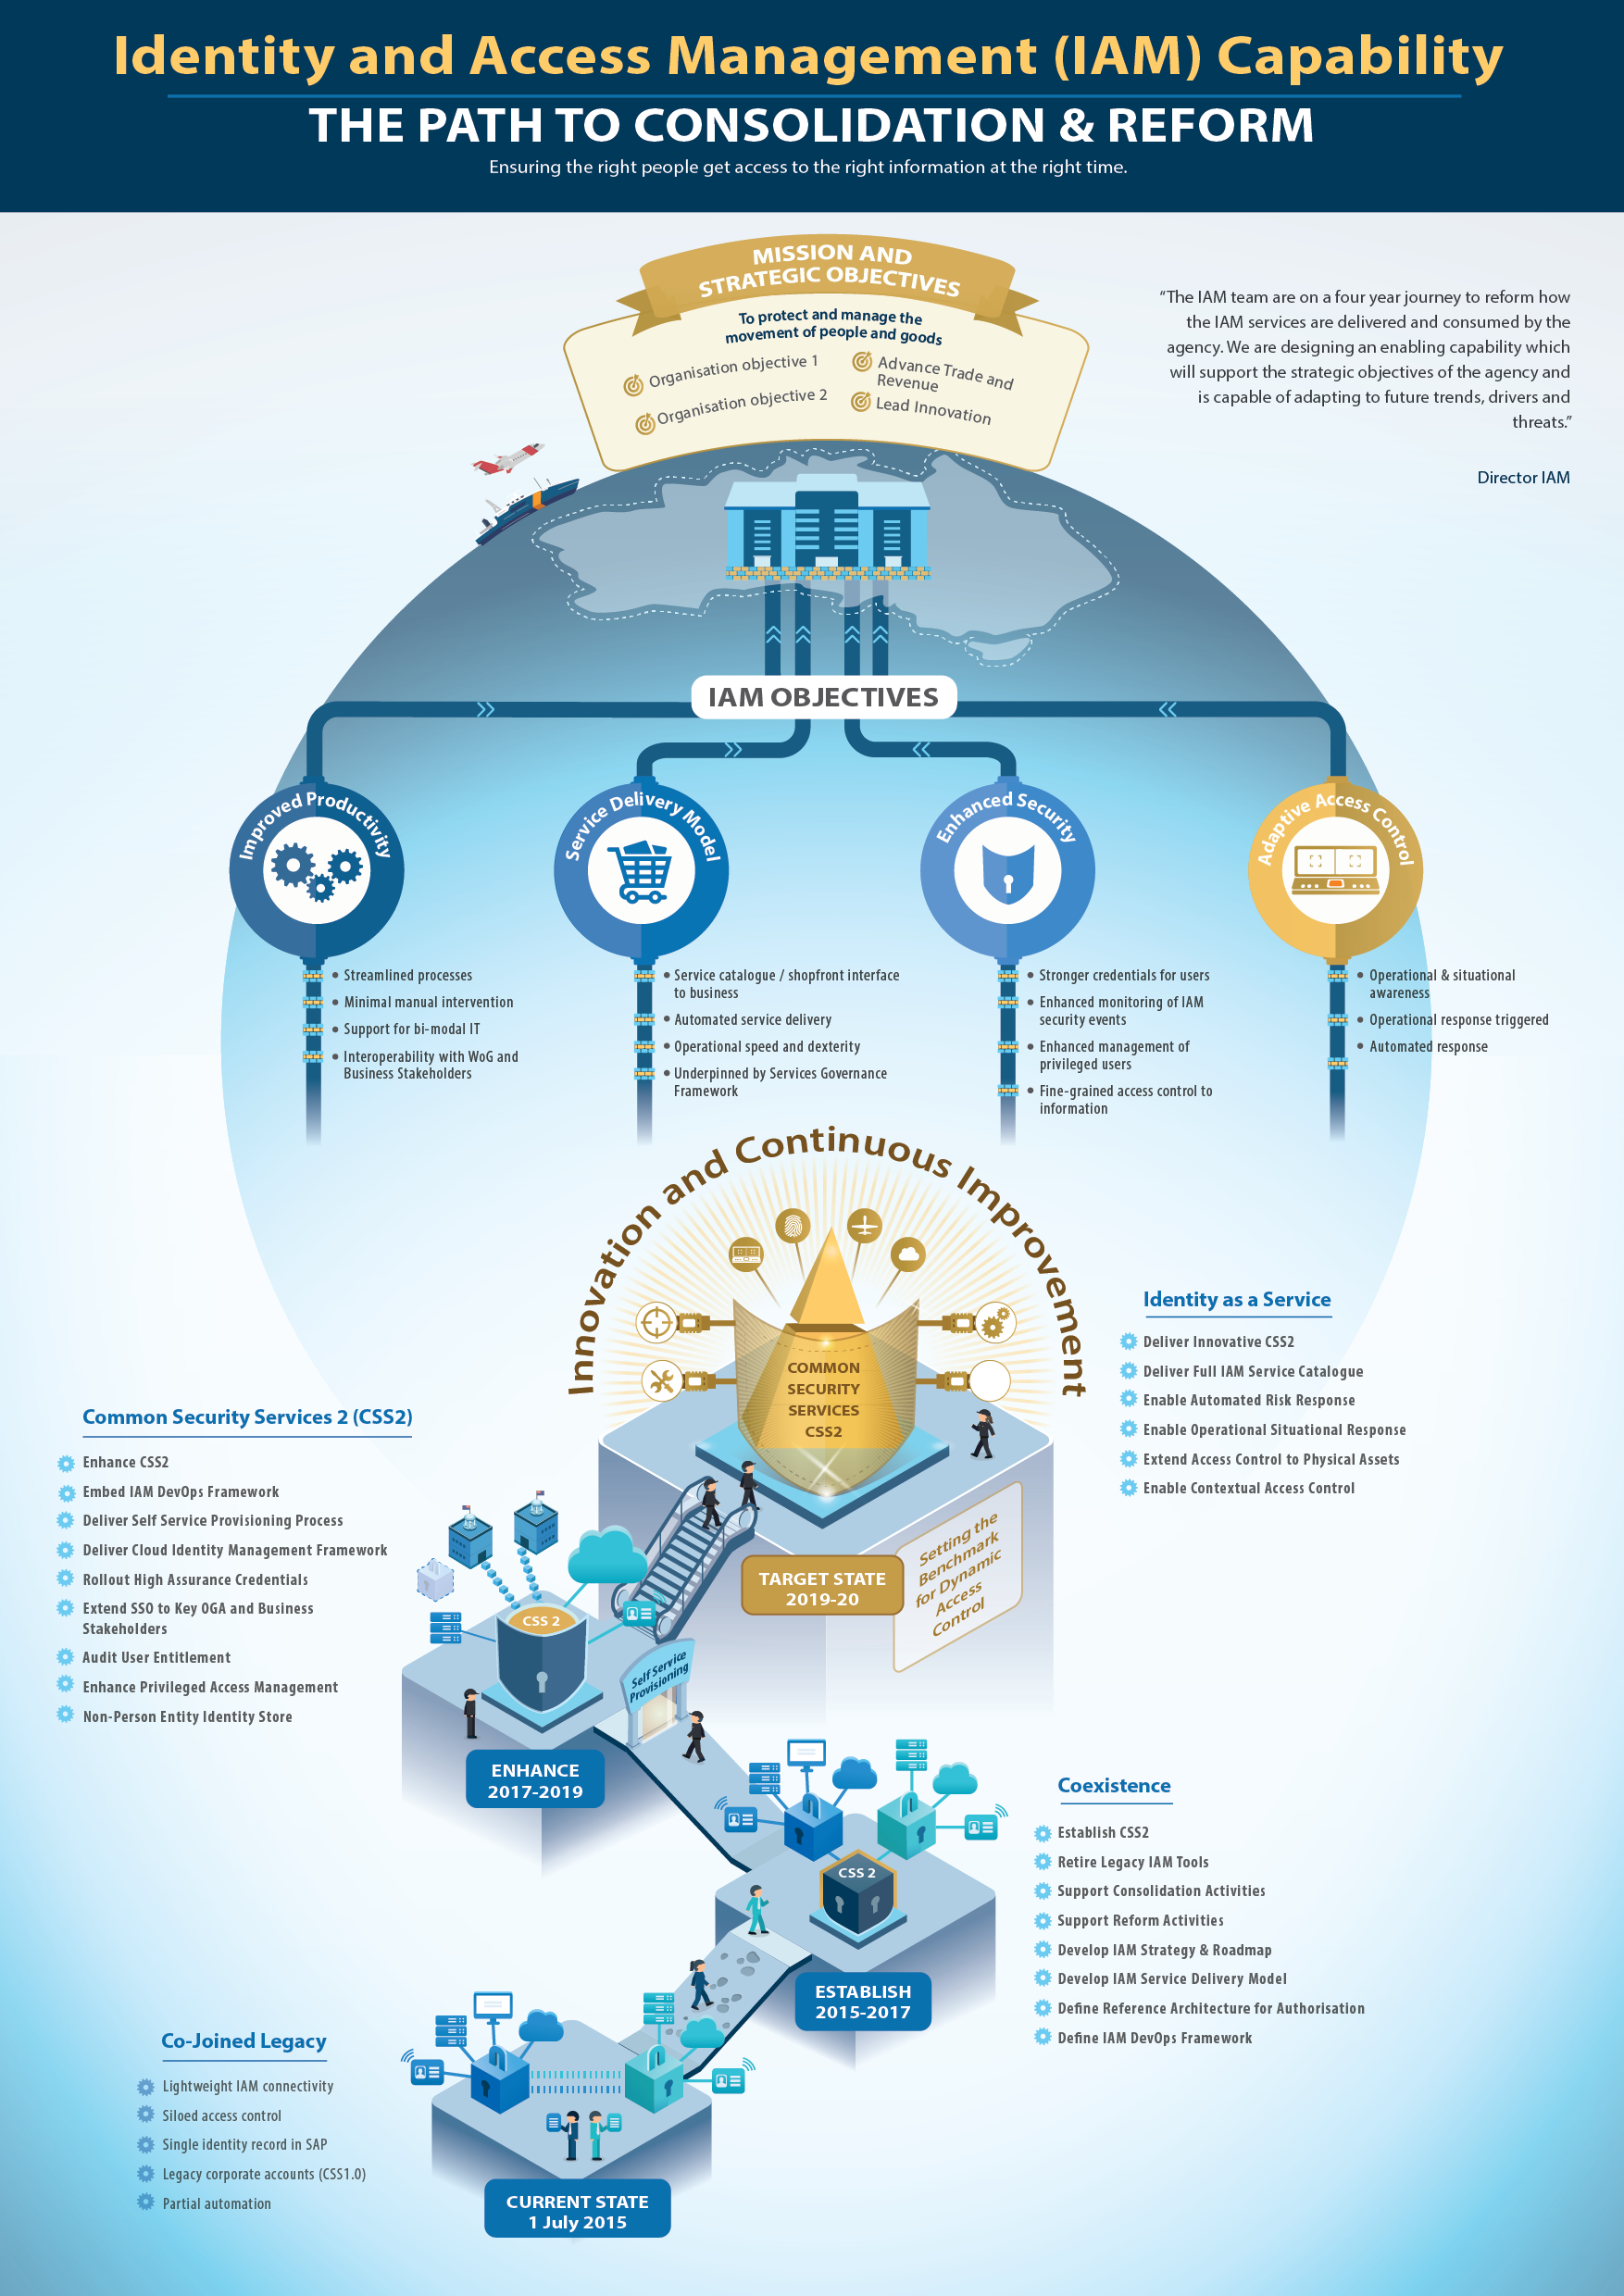 Identity and Access Management (IAM) Capability
THE PATH TO CONSOLIDATION & REFORM
Ensuring the right people get access to the right information at the right time.
MISSION AND
STRATEGIC OBJECTIVES
To protect and manage the
movement of people and goods
Organisation objective 1
Organisation objective 2
Advance Trade and
Revenue
Lead Innovation
“The IAM team are on a four year journey to reform how
the IAM services are delivered and consumed by the
agency. We are designing an enabling capability which
will support the strategic objectives of the agency and
is capable of adapting to future trends, drivers and
threats.”
Director IAM
IAM OBJECTIVES
Improved Productivity
• Streamlined processes
• Minimal manual intervention
• Support for bi-modal IT
• Interoperability with WoG and
Business Stakeholders
Service Delivery Model
• Service catalogue / shopfront interface
to business
• Automated service delivery
• Operational speed and dexterity
• Underpinned by Services Governance
Framework
Enhanced Security
• Stronger credentials for users
• Enhanced monitoring of IAM
security events
• Enhanced management of
privileged users
• Fine-grained access control to
information
Adaptive Access Control
• Operational & situational
awareness
• Operational response triggered
• Automated response
Innovation and Continuous Improvement
COMMON
SECURITY
SERVICES
CSS2
Identity as a Service
Deliver Innovative CSS2
Deliver Full IAM Service Catalogue
Enable Automated Risk Response
Enable Operational Situational Response
Extend Access Control to Physical Assets
Enable Contextual Access Control
TARGET STATE
2019-20
Setting the
Benchmark
for Dynamic
Access
Control
Common Security Services 2 (CSS2)
Enhance CSS2
Embed IAM DevOps Framework
Deliver Self Service Provisioning Process
Deliver Cloud Identity Management Framework
Rollout High Assurance Credentials
Extend SSO to Key OGA and Business
Stakeholders
Audit User Entitlement
Enhance Privileged Access Management
Non-Person Entity Identity Store
CSS 2
Self Service
Provisioning
ENHANCE
2017-2019
Coexistence
Establish CSS2
Retire Legacy IAM Tools
Support Consolidation Activities
Support Reform Activities
Develop IAM Strategy & Roadmap
Develop IAM Service Delivery Model
Define Reference Architecture for Authorisation
Define IAM DevOps Framework
CSS 2
ESTABLISH
2015-2017
Co-Joined Legacy
Lightweight IAM connectivity
Siloed access control
Single identity record in SAP
Legacy corporate accounts (CSS1.0)
Partial automation
CURRENT STATE
1 July 2015